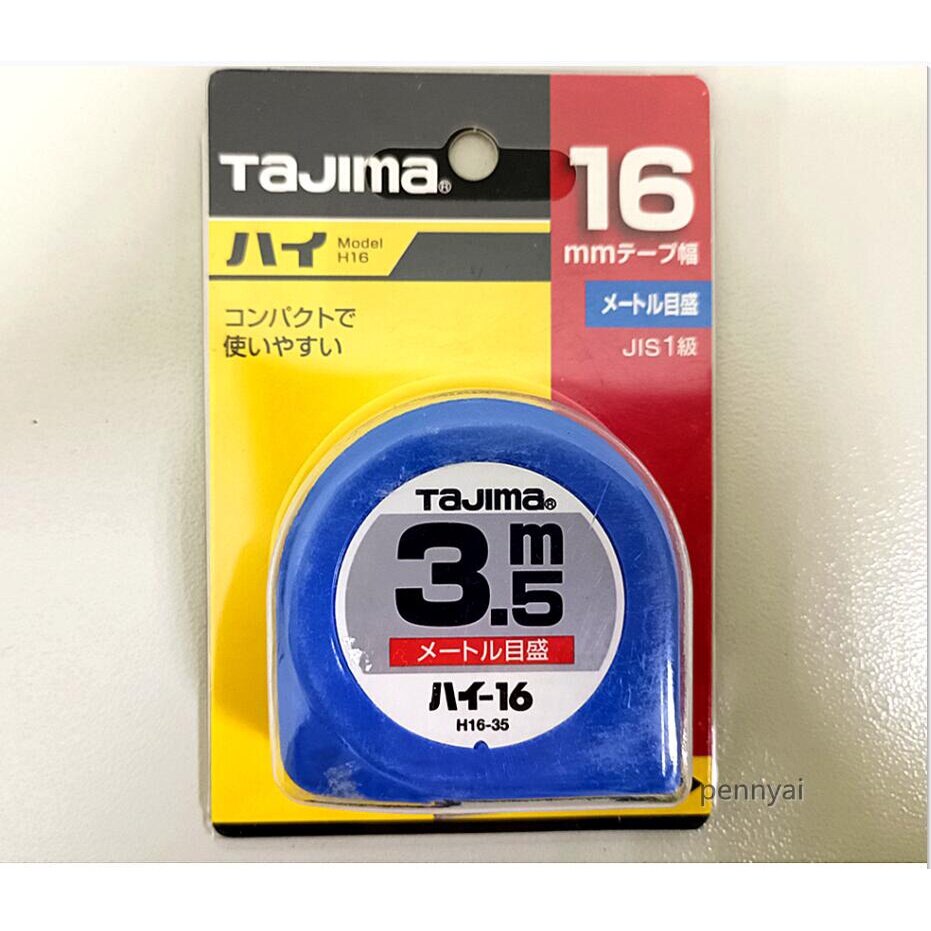 TAJIMA®
ハイ
Model
H16
コンパクトで
使いやすい
16
mmテープ幅
メートル目盛
JIS1級
TAJIMA®
3.5m
メートル目盛
ハイ-16
H16-35
pennyai